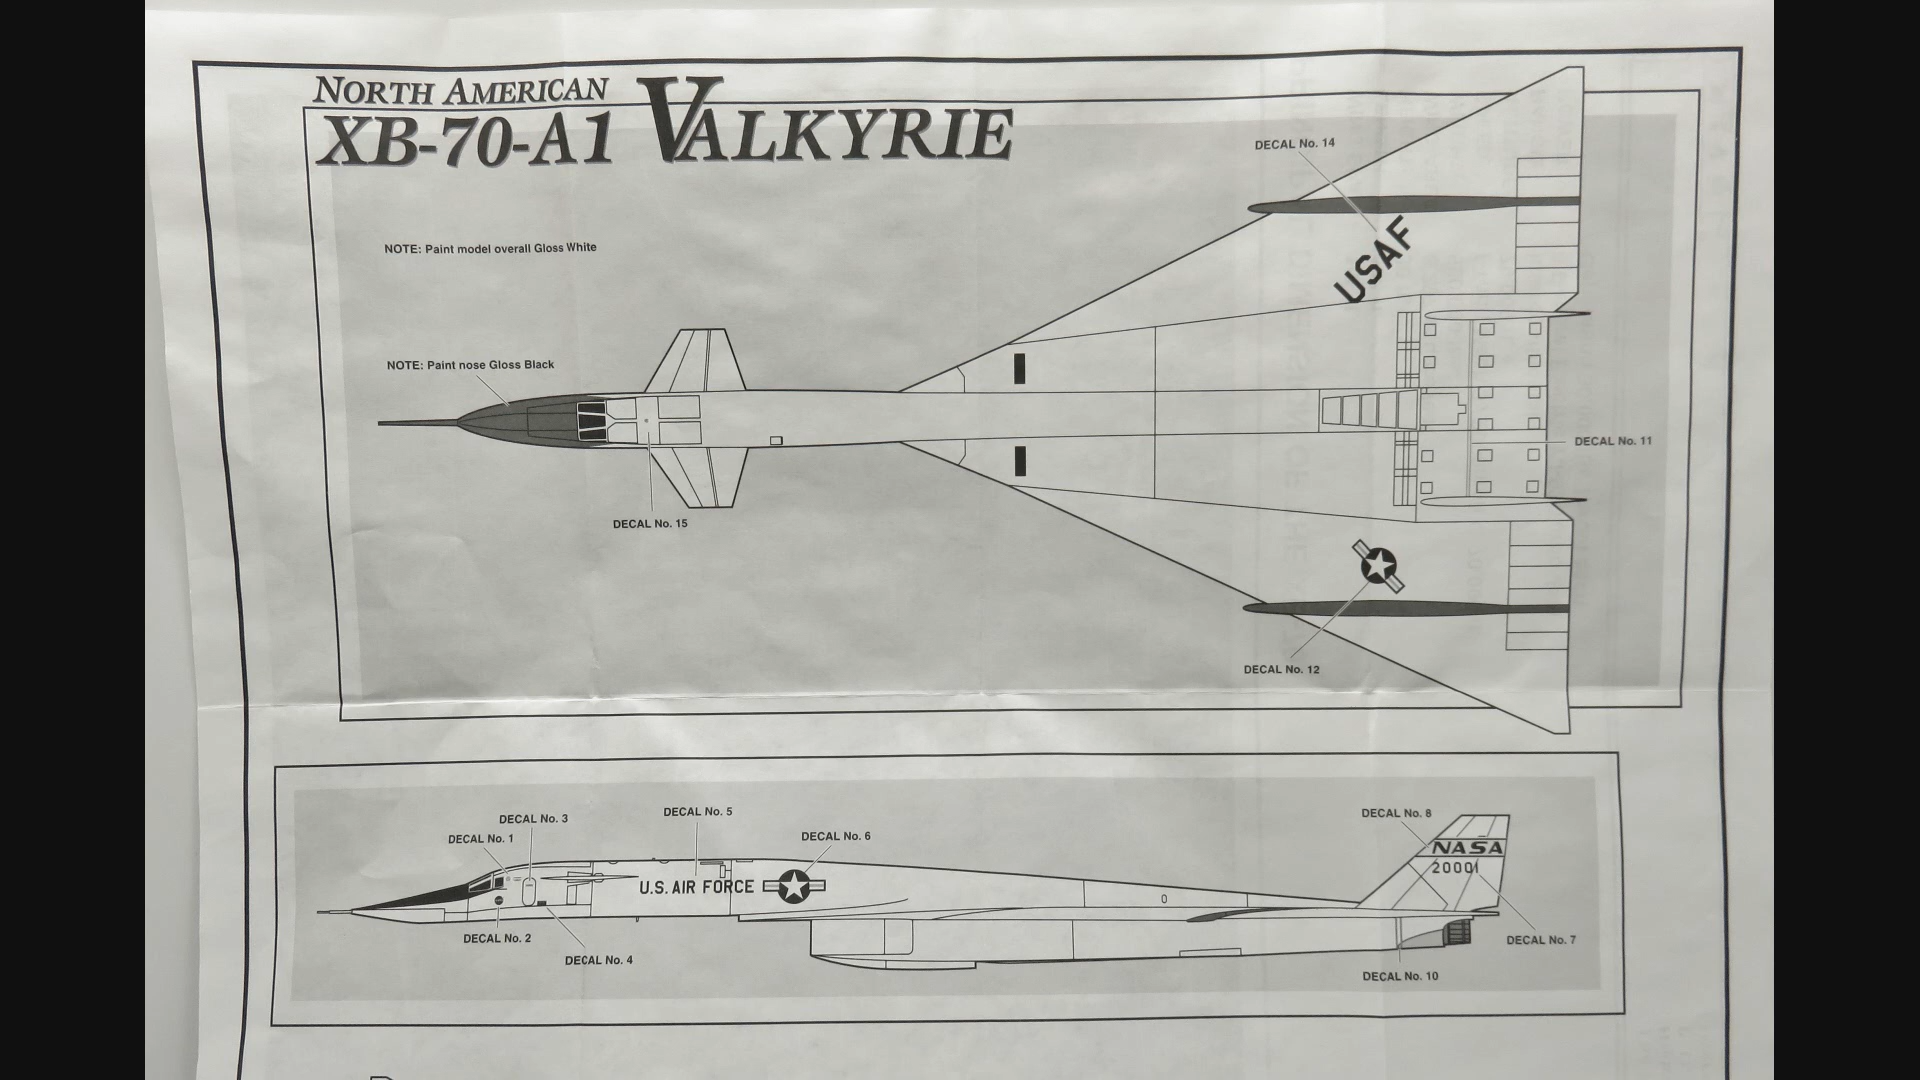 NORTH AMERICAN
XB-70-A1 VALKYRIE
DECAL No. 14
USAF
NOTE: Paint model overall Gloss White
NOTE: Paint nose Gloss Black
DECAL No. 11
DECAL No. 15
DECAL No. 12
DECAL No. 5
DECAL No. 8
DECAL No. 3
DECAL No. 6
DECAL No. 1
NASA
20001
U.S. AIR FORCE
DECAL No. 2
DECAL No. 7
DECAL No. 4
DECAL No. 10